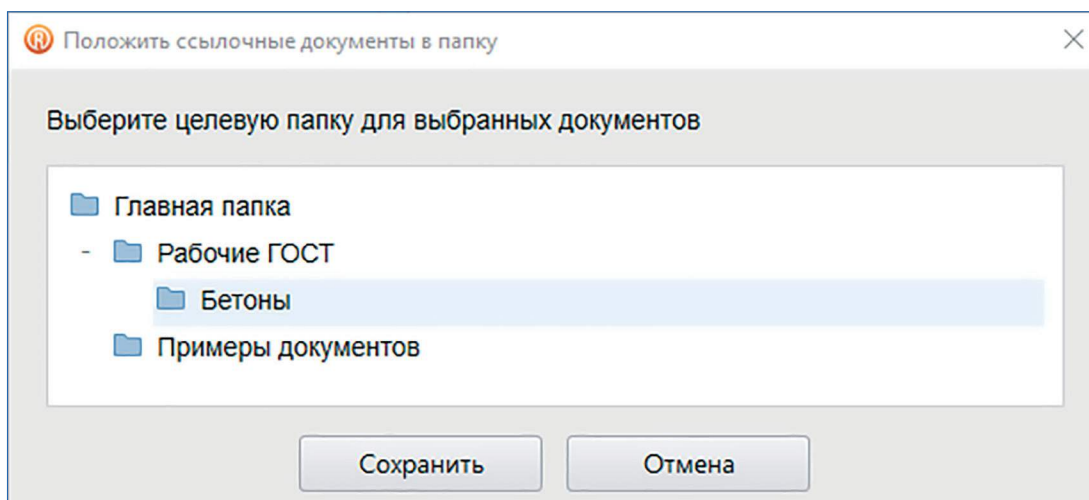 Положить ссылочные документы в папку
Выберите целевую папку для выбранных документов
Главная папка
- Рабочие ГОСТ
Бетоны
Примеры документов
Сохранить Отмена